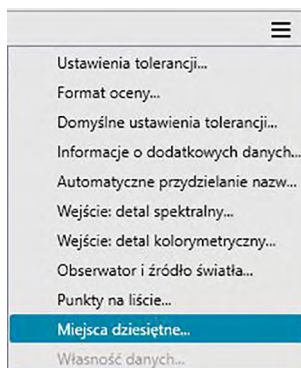 Ustawienia tolerancji...
Format oceny...
Domyślne ustawienia tolerancji...
Informacje o dodatkowych danych...
Automatyczne przydzielanie nazw...
Wejście: detal spektralny...
Wejście: detal kolorymetryczny...
Obserwator i źródło światła...
Punkty na liście...
Miejsca dziesiętne...
Własność danych...